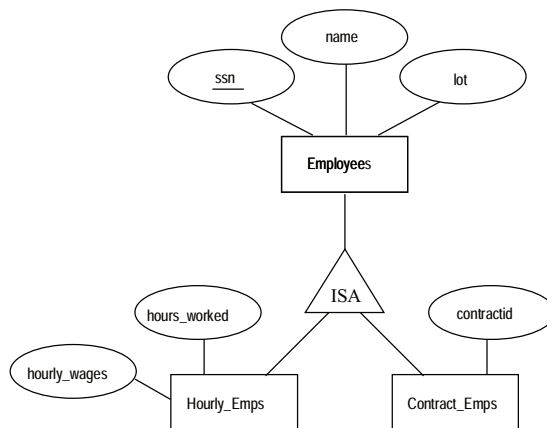 name
ssn
lot
Employees
ISA
hours_worked
contractid
hourly_wages
Hourly_Emps
Contract_Emps